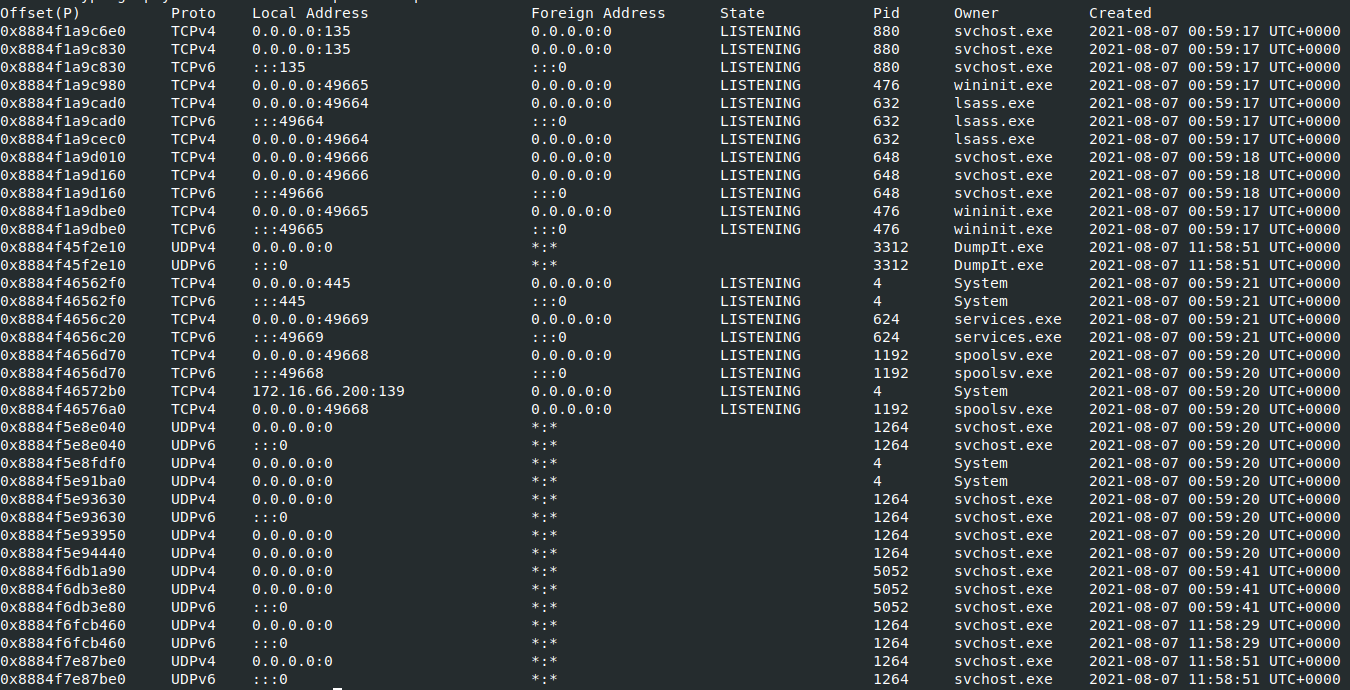 Offset(P) Proto Local Address Foreign Address State Pid Owner Created
0x8884f1a9c6e0 TCPv4 0.0.0.0:135 0.0.0.0:0 LISTENING 880 svchost.exe 2021-08-07 00:59:17 UTC+0000
0x8884f1a9c830 TCPv4 0.0.0.0:135 0.0.0.0:0 LISTENING 880 svchost.exe 2021-08-07 00:59:17 UTC+0000
0x8884f1a9c830 TCPv6 :::135 :::0 LISTENING 880 svchost.exe 2021-08-07 00:59:17 UTC+0000
0x8884f1a9c980 TCPv4 0.0.0.0:49665 0.0.0.0:0 LISTENING 476 wininit.exe 2021-08-07 00:59:17 UTC+0000
0x8884f1a9cad0 TCPv4 0.0.0.0:49664 0.0.0.0:0 LISTENING 632 lsass.exe 2021-08-07 00:59:17 UTC+0000
0x8884f1a9cad0 TCPv6 :::49664 :::0 LISTENING 632 lsass.exe 2021-08-07 00:59:17 UTC+0000
0x8884f1a9cec0 TCPv4 0.0.0.0:49664 0.0.0.0:0 LISTENING 632 lsass.exe 2021-08-07 00:59:17 UTC+0000
0x8884f1a9d010 TCPv4 0.0.0.0:49666 0.0.0.0:0 LISTENING 648 svchost.exe 2021-08-07 00:59:18 UTC+0000
0x8884f1a9d160 TCPv4 0.0.0.0:49666 0.0.0.0:0 LISTENING 648 svchost.exe 2021-08-07 00:59:18 UTC+0000
0x8884f1a9d160 TCPv6 :::49666 :::0 LISTENING 648 svchost.exe 2021-08-07 00:59:18 UTC+0000
0x8884f1a9dbe0 TCPv4 0.0.0.0:49665 0.0.0.0:0 LISTENING 476 wininit.exe 2021-08-07 00:59:17 UTC+0000
0x8884f1a9dbe0 TCPv6 :::49665 :::0 LISTENING 476 wininit.exe 2021-08-07 00:59:17 UTC+0000
0x8884f45f2e10 UDPv4 0.0.0.0:0 *:* 3312 DumpIt.exe 2021-08-07 11:58:51 UTC+0000
0x8884f45f2e10 UDPv6 :::0 *:* 3312 DumpIt.exe 2021-08-07 11:58:51 UTC+0000
0x8884f46562f0 TCPv4 0.0.0.0:445 0.0.0.0:0 LISTENING 4 System 2021-08-07 00:59:21 UTC+0000
0x8884f46562f0 TCPv6 :::445 :::0 LISTENING 4 System 2021-08-07 00:59:21 UTC+0000
0x8884f4656c20 TCPv4 0.0.0.0:49669 0.0.0.0:0 LISTENING 624 services.exe 2021-08-07 00:59:21 UTC+0000
0x8884f4656c20 TCPv6 :::49669 :::0 LISTENING 624 services.exe 2021-08-07 00:59:21 UTC+0000
0x8884f4656d70 TCPv4 0.0.0.0:49668 0.0.0.0:0 LISTENING 1192 spoolsv.exe 2021-08-07 00:59:20 UTC+0000
0x8884f4656d70 TCPv6 :::49668 :::0 LISTENING 1192 spoolsv.exe 2021-08-07 00:59:20 UTC+0000
0x8884f46572b0 TCPv4 172.16.66.200:139 0.0.0.0:0 LISTENING 4 System 2021-08-07 00:59:20 UTC+0000
0x8884f46576a0 TCPv4 0.0.0.0:49668 0.0.0.0:0 LISTENING 1192 spoolsv.exe 2021-08-07 00:59:20 UTC+0000
0x8884f5e8e040 UDPv4 0.0.0.0:0 *:* 1264 svchost.exe 2021-08-07 00:59:20 UTC+0000
0x8884f5e8e040 UDPv6 :::0 *:* 1264 svchost.exe 2021-08-07 00:59:20 UTC+0000
0x8884f5e8fdf0 UDPv4 0.0.0.0:0 *:* 4 System 2021-08-07 00:59:20 UTC+0000
0x8884f5e91ba0 UDPv4 0.0.0.0:0 *:* 4 System 2021-08-07 00:59:20 UTC+0000
0x8884f5e93630 UDPv4 0.0.0.0:0 *:* 1264 svchost.exe 2021-08-07 00:59:20 UTC+0000
0x8884f5e93630 UDPv6 :::0 *:* 1264 svchost.exe 2021-08-07 00:59:20 UTC+0000
0x8884f5e93950 UDPv4 0.0.0.0:0 *:* 1264 svchost.exe 2021-08-07 00:59:20 UTC+0000
0x8884f5e94440 UDPv4 0.0.0.0:0 *:* 1264 svchost.exe 2021-08-07 00:59:20 UTC+0000
0x8884f6db1a90 UDPv4 0.0.0.0:0 *:* 5052 svchost.exe 2021-08-07 00:59:41 UTC+0000
0x8884f6db3e80 UDPv4 0.0.0.0:0 *:* 5052 svchost.exe 2021-08-07 00:59:41 UTC+0000
0x8884f6db3e80 UDPv6 :::0 *:* 5052 svchost.exe 2021-08-07 00:59:41 UTC+0000
0x8884f6fcb460 UDPv4 0.0.0.0:0 *:* 1264 svchost.exe 2021-08-07 11:58:29 UTC+0000
0x8884f6fcb460 UDPv6 :::0 *:* 1264 svchost.exe 2021-08-07 11:58:29 UTC+0000
0x8884f7e87be0 UDPv4 0.0.0.0:0 *:* 1264 svchost.exe 2021-08-07 11:58:51 UTC+0000
0x8884f7e87be0 UDPv6 :::0 *:* 1264 svchost.exe 2021-08-07 11:58:51 UTC+0000